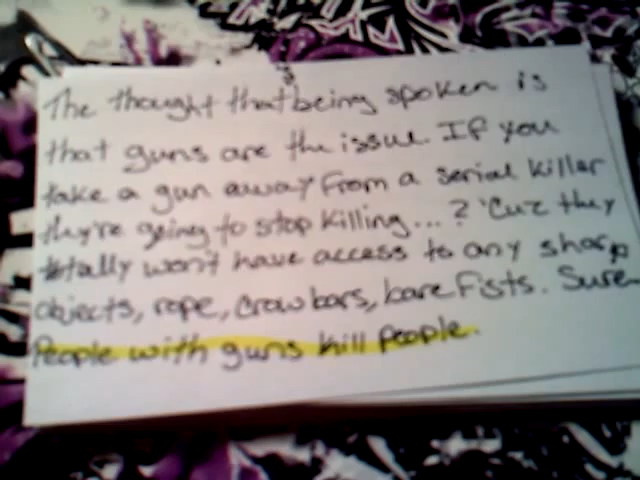 The thought that being spoken is
that guns are the issue. If you
take a gun away from a serial killer
they're going to stop killing...? 'Cuz they
totally won't have access to any sharp
objects, rope, crowbars, bare fists. Sure
People with guns kill people.